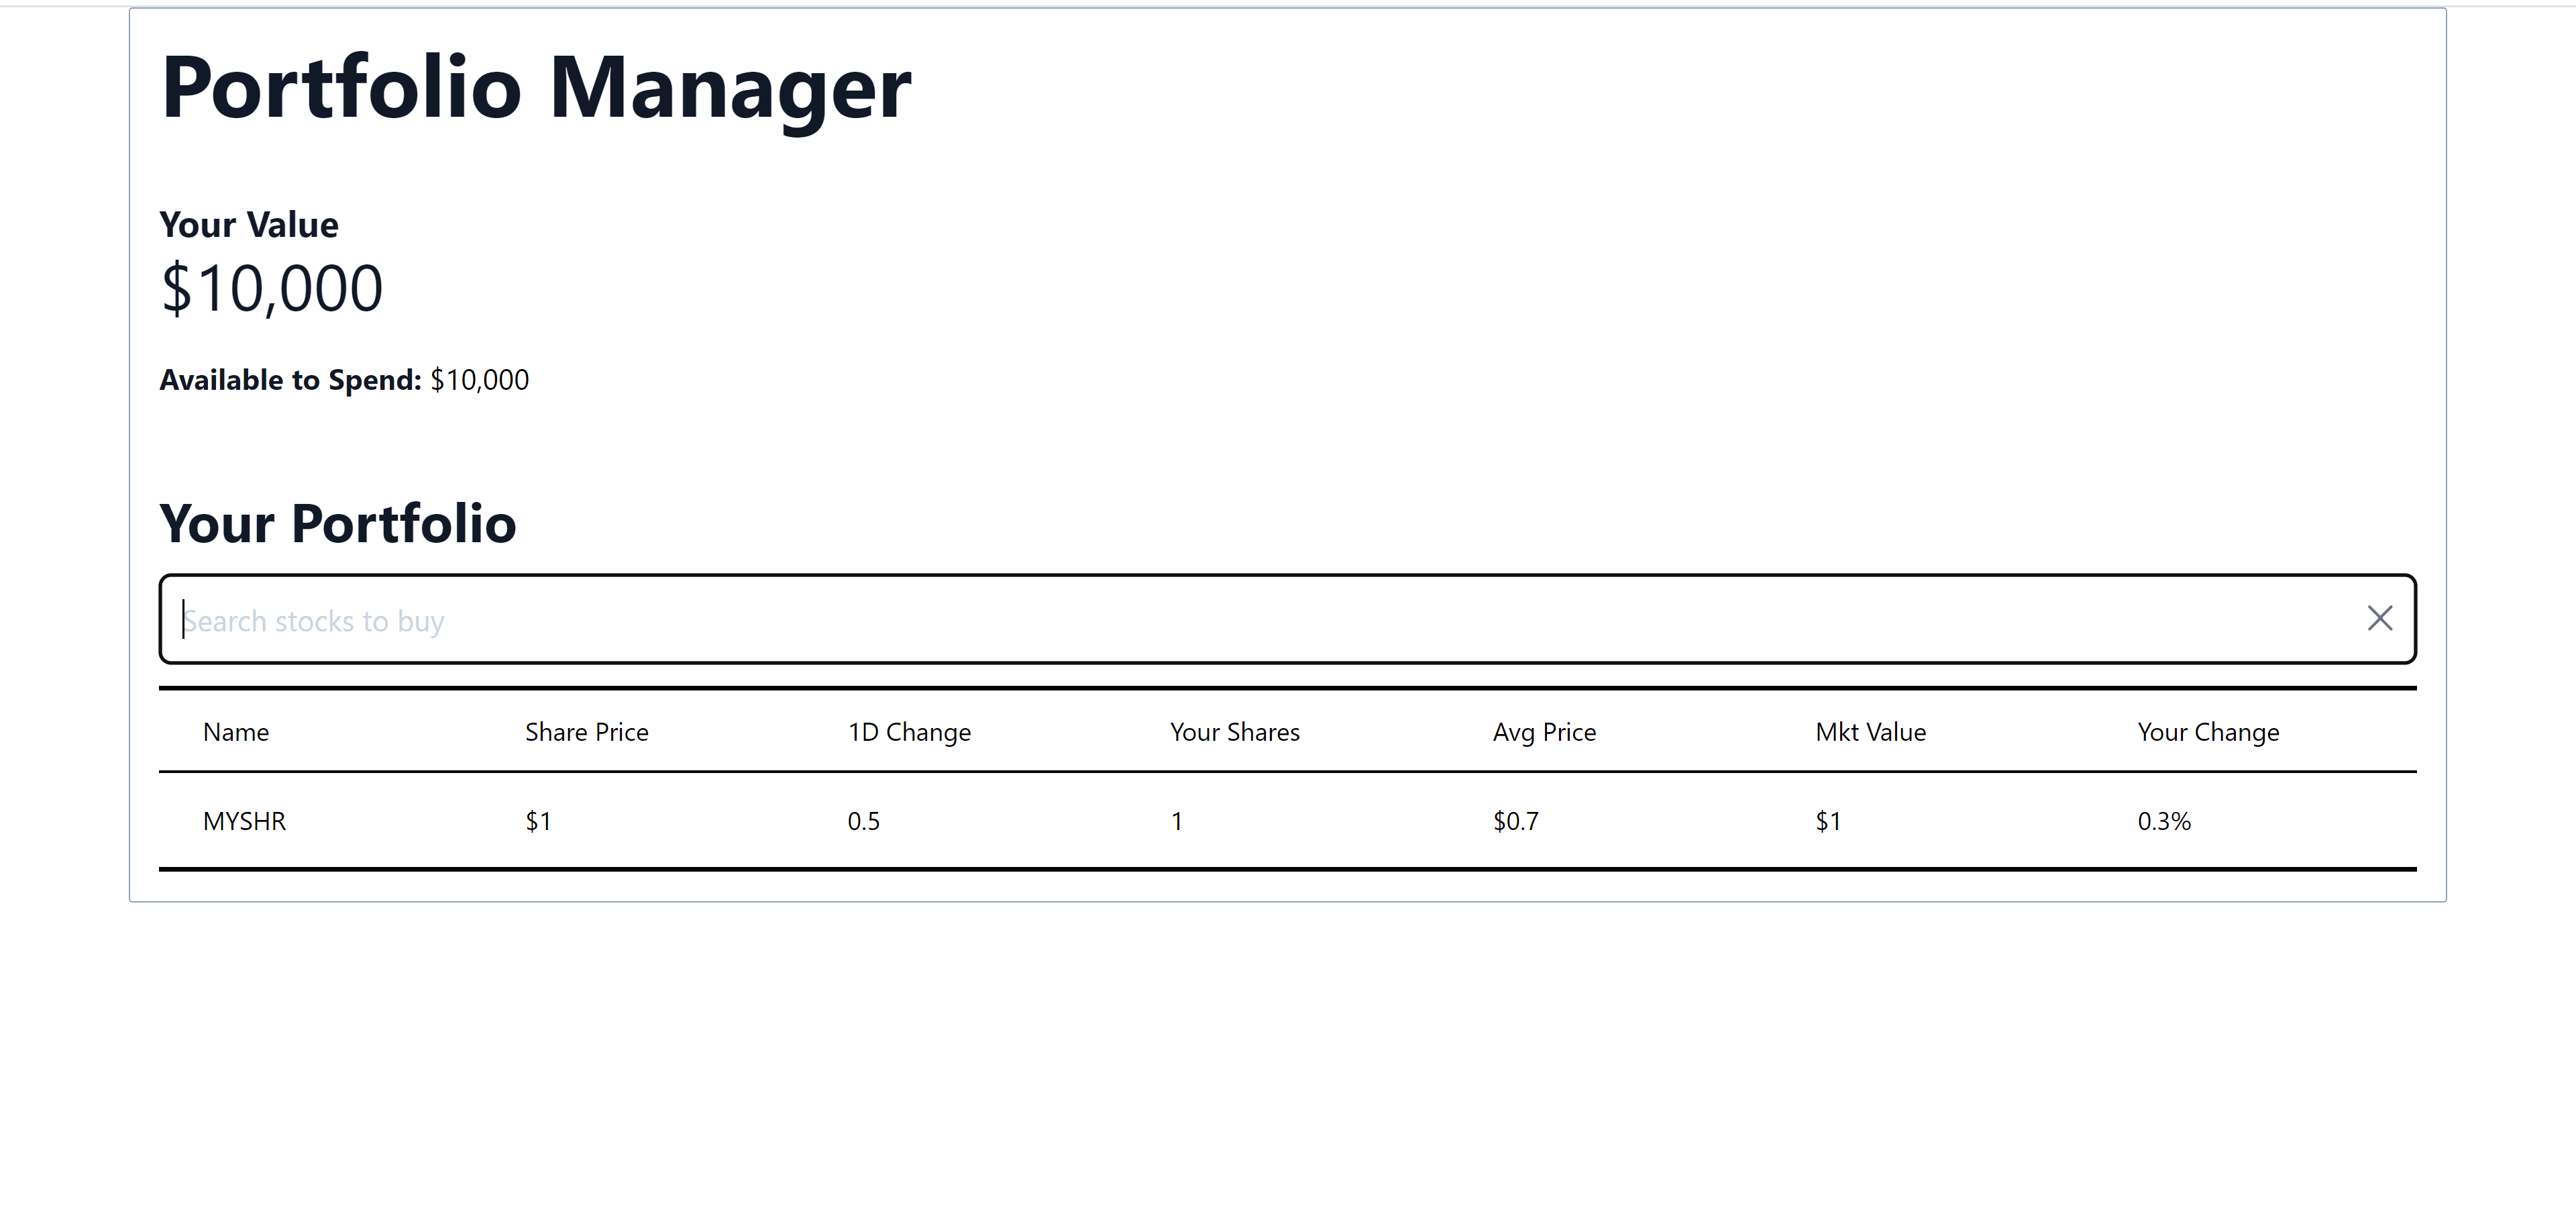 Portfolio Manager
Your Value
$10,000
Available to Spend: $10,000
Your Portfolio
Search stocks to buy
Name Share Price 1D Change Your Shares Avg Price Mkt Value Your Change
MYSHR $1 0.5 1 $0.7 $1 0.3%